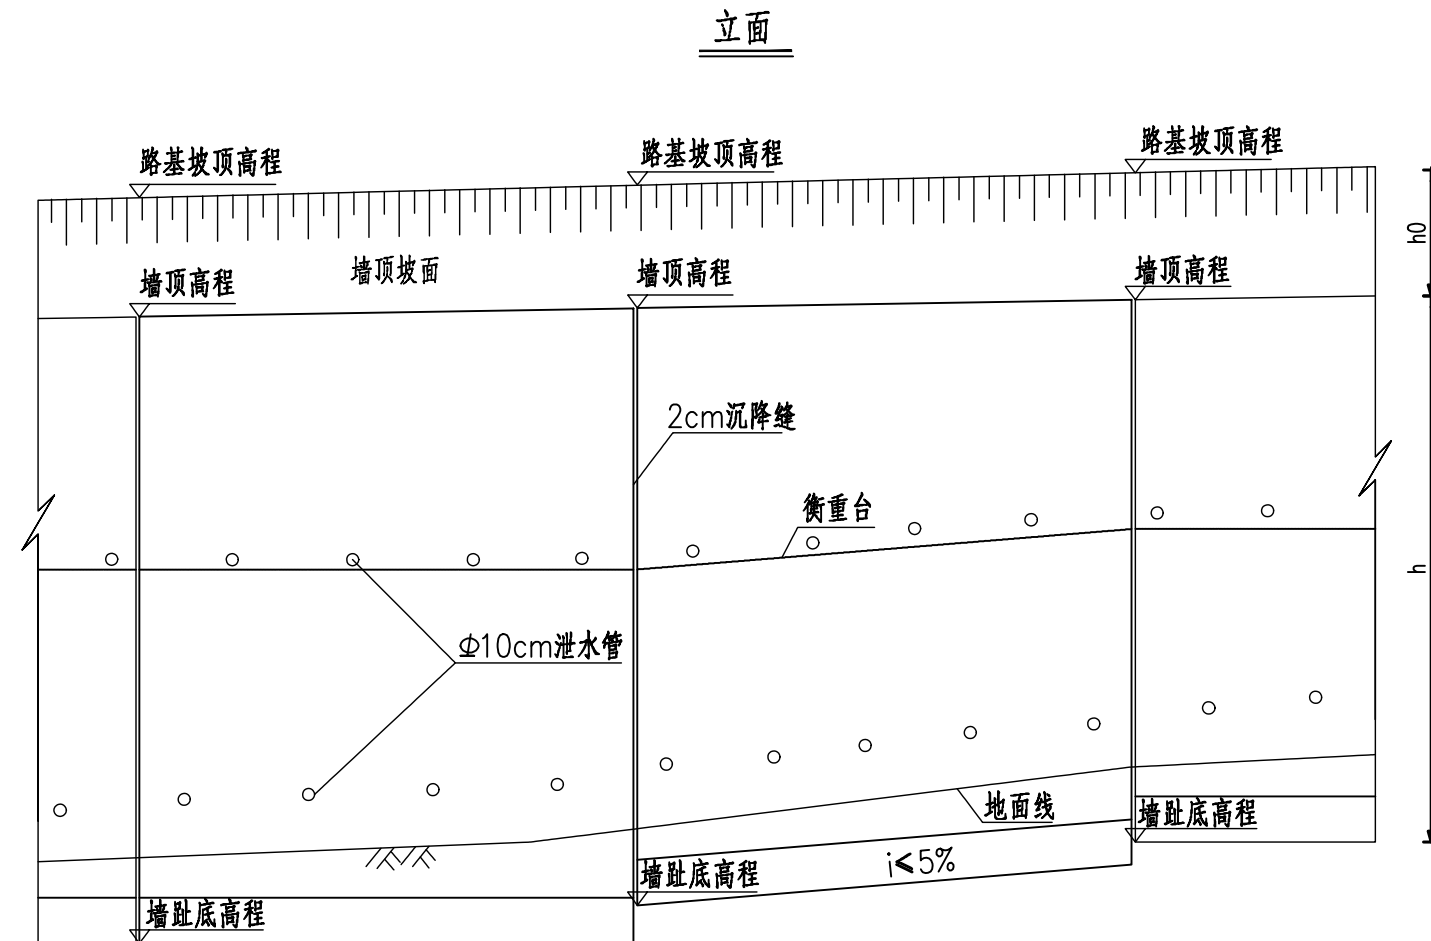 立面
路基坡顶高程
路基坡顶高程
路基坡顶高程
h0
墙顶高程
墙顶坡面
墙顶高程
墙顶高程
2cm沉降缝
衡重台
h
Φ10cm泄水管
地面线
墙趾底高程
i≤5%
墙趾底高程
墙趾底高程